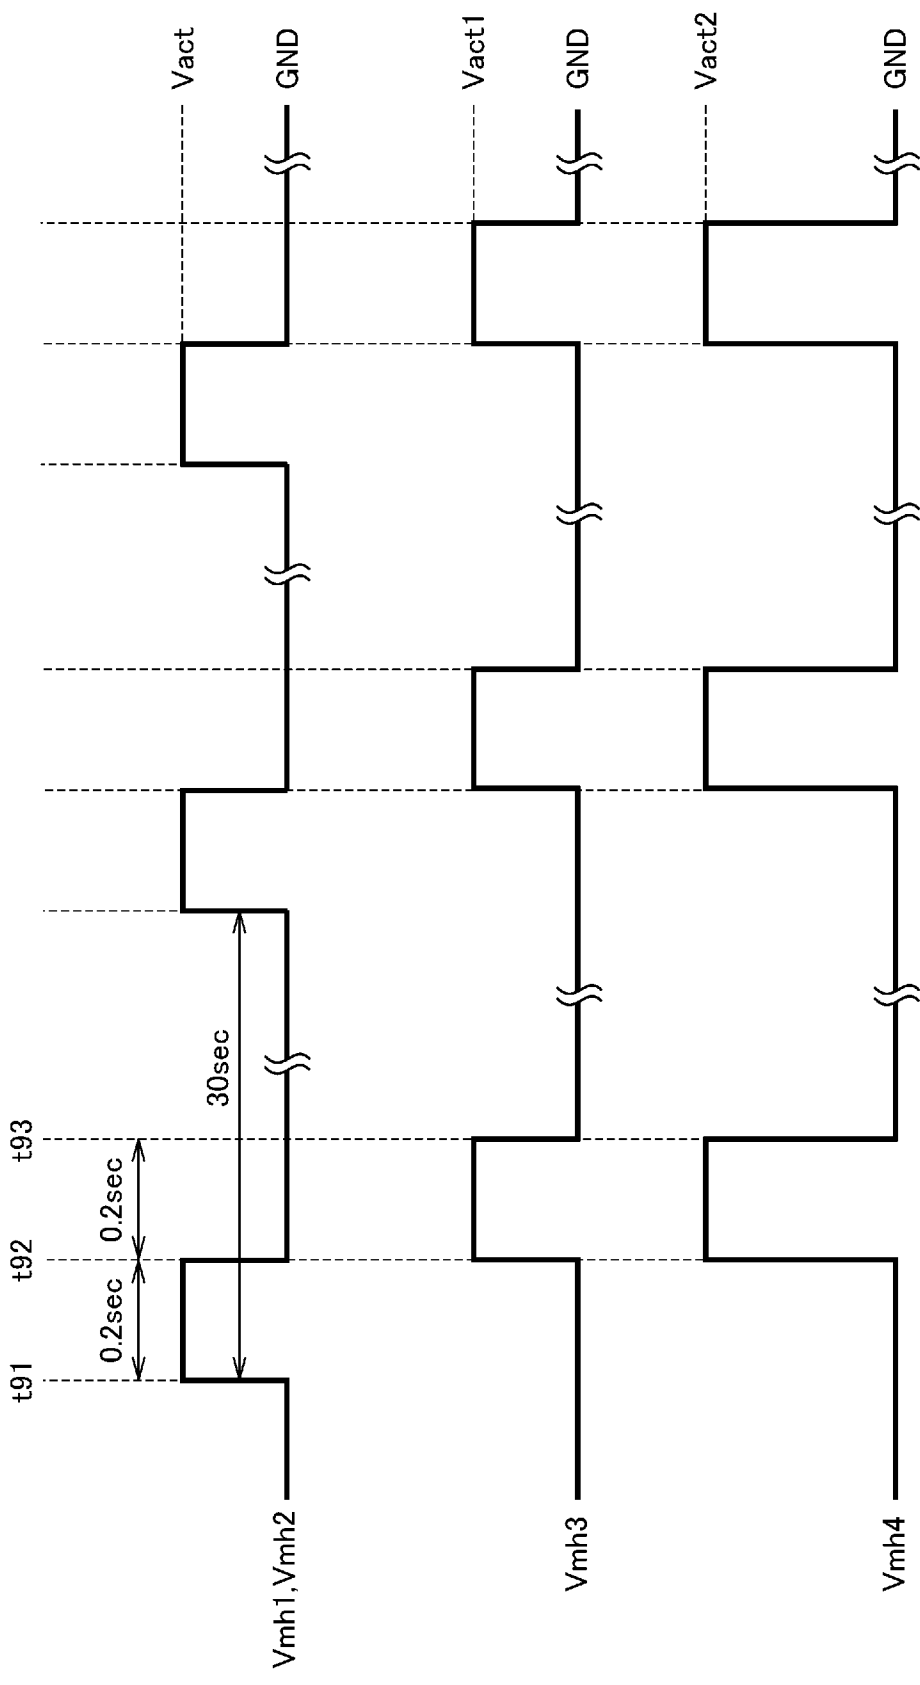 t91
t92
t93
0.2sec
0.2sec
30sec
Vact
Vmh1,Vmh2
GND
Vact1
Vmh3
GND
Vact2
Vmh4
GND